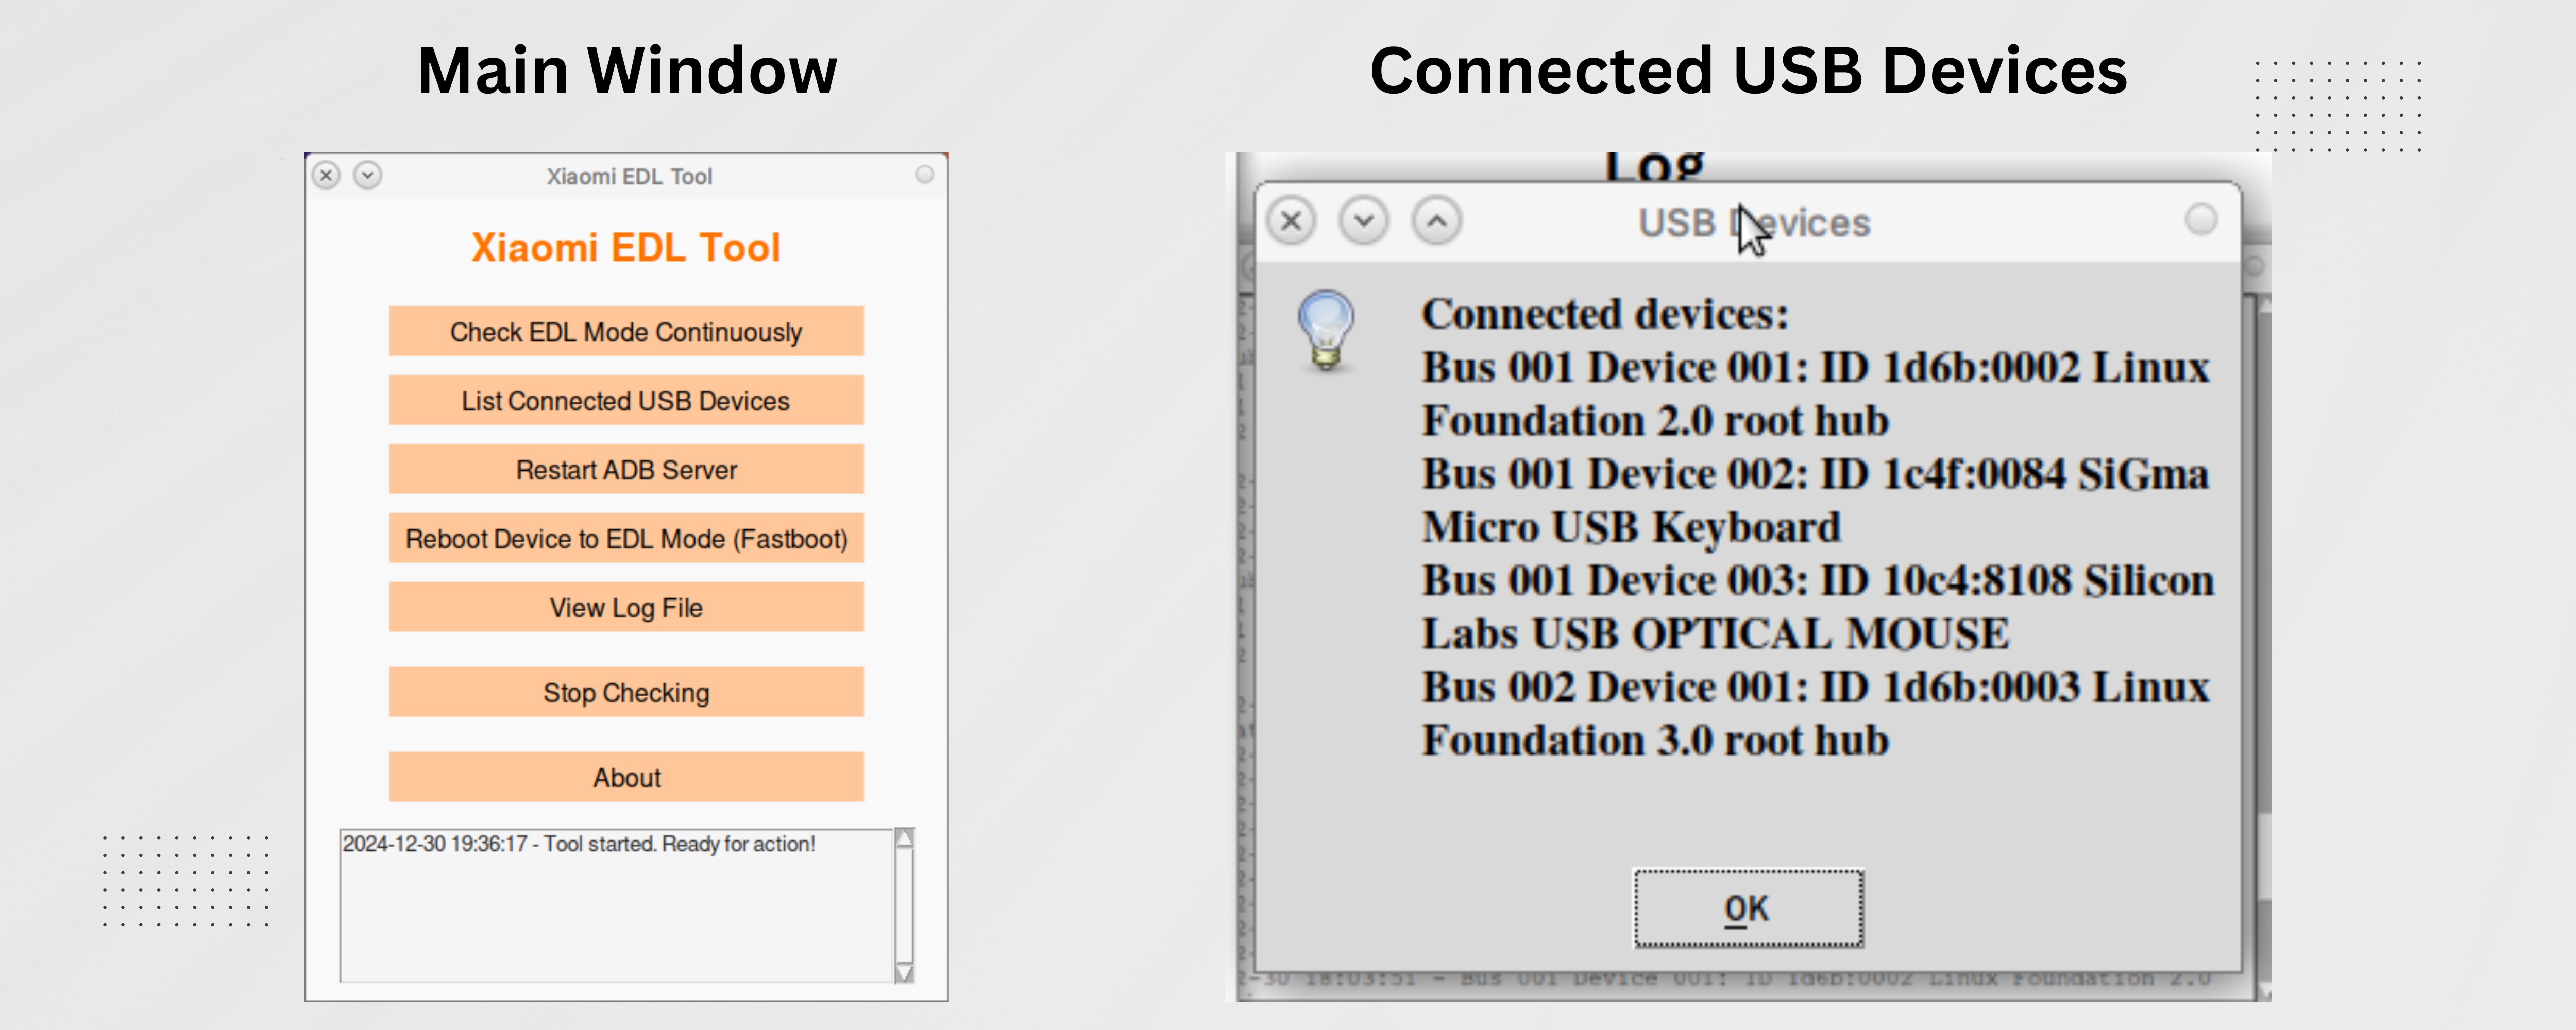 Main Window
Xiaomi EDL Tool
Xiaomi EDL Tool
Check EDL Mode Continuously
List Connected USB Devices
Restart ADB Server
Reboot Device to EDL Mode (Fastboot)
View Log File
Stop Checking
About
2024-12-30 19:36:17 - Tool started. Ready for action!
Connected USB Devices
Log
USB Devices
Connected devices:
Bus 001 Device 001: ID 1d6b:0002 Linux
Foundation 2.0 root hub
Bus 001 Device 002: ID 1c4f:0084 SiGma
Micro USB Keyboard
Bus 001 Device 003: ID 10c4:8108 Silicon
Labs USB OPTICAL MOUSE
Bus 002 Device 001: ID 1d6b:0003 Linux
Foundation 3.0 root hub
OK
2-30 18:03:51 - Bus 001 Device 001: ID 1d6b:0002 Linux Foundation 2.0